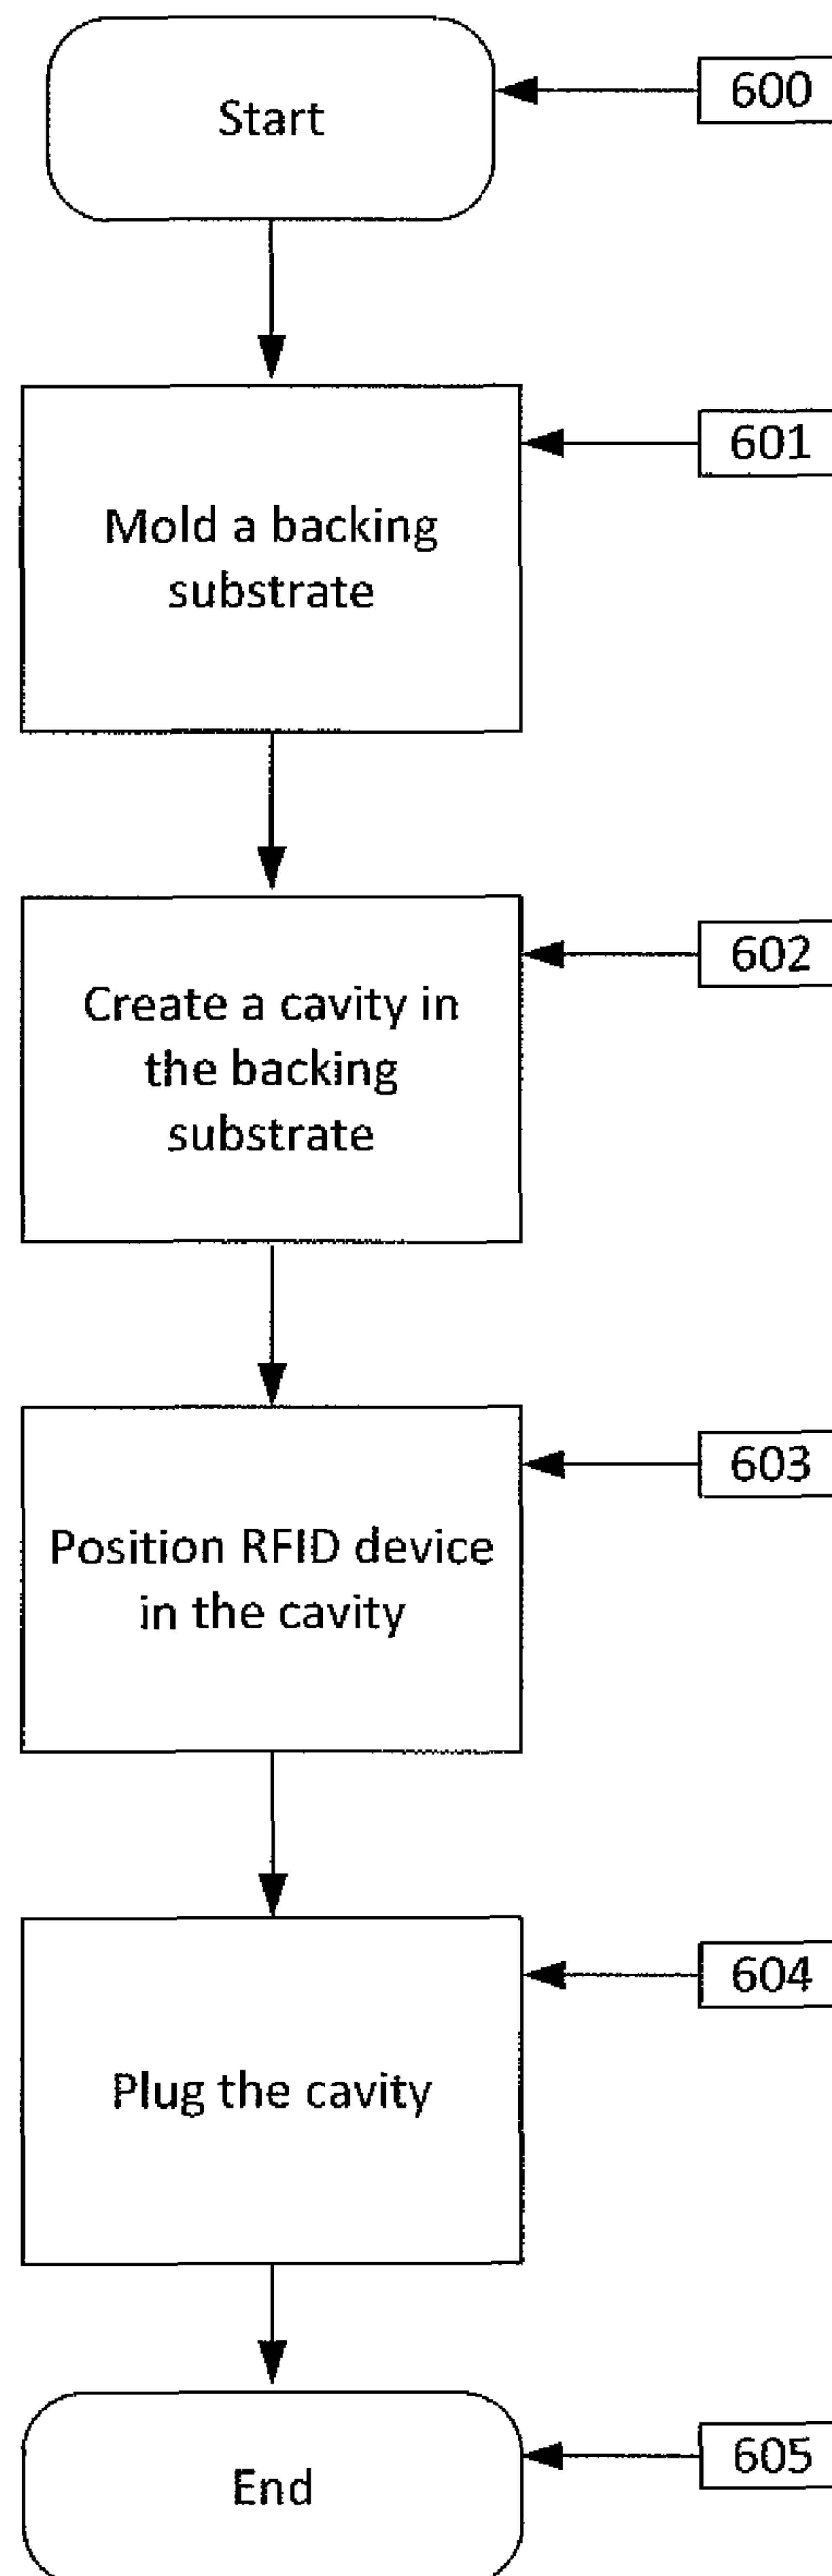 Start
600
Mold a backing
substrate
601
Create a cavity in
the backing
substrate
602
Position RFID device
in the cavity
603
Plug the cavity
604
End
605